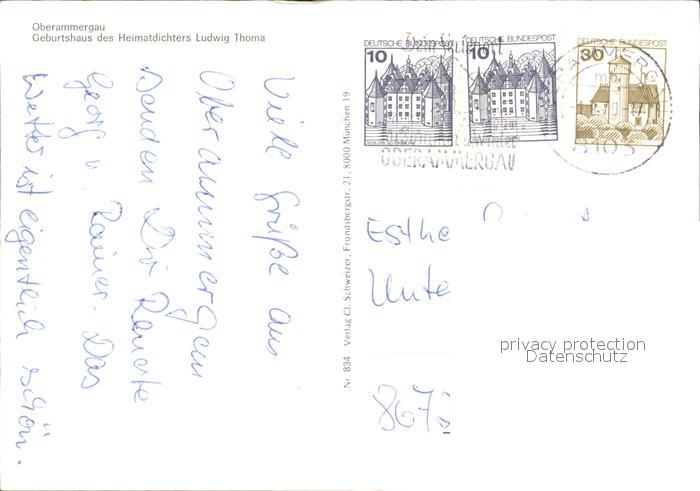 Oberammergau
Geburtshaus des Heimatdichters Ludwig Thoma
Viele Grüße aus
Oberammergau
senden Dir Renate
Georg u. Rainer. Das
Wetter ist eigentlich schön.
Nr. 834 Verlag Cl. Schweizer, Frundsbergstr. 21, 8000 München 19
DEUTSCHE BUNDESPOST
10
DEUTSCHE BUNDESPOST
10
DEUTSCHE BUNDESPOST
30
OBERAMMERGAU
8103
Esthe
Unte
867
privacy protection
Datenschutz